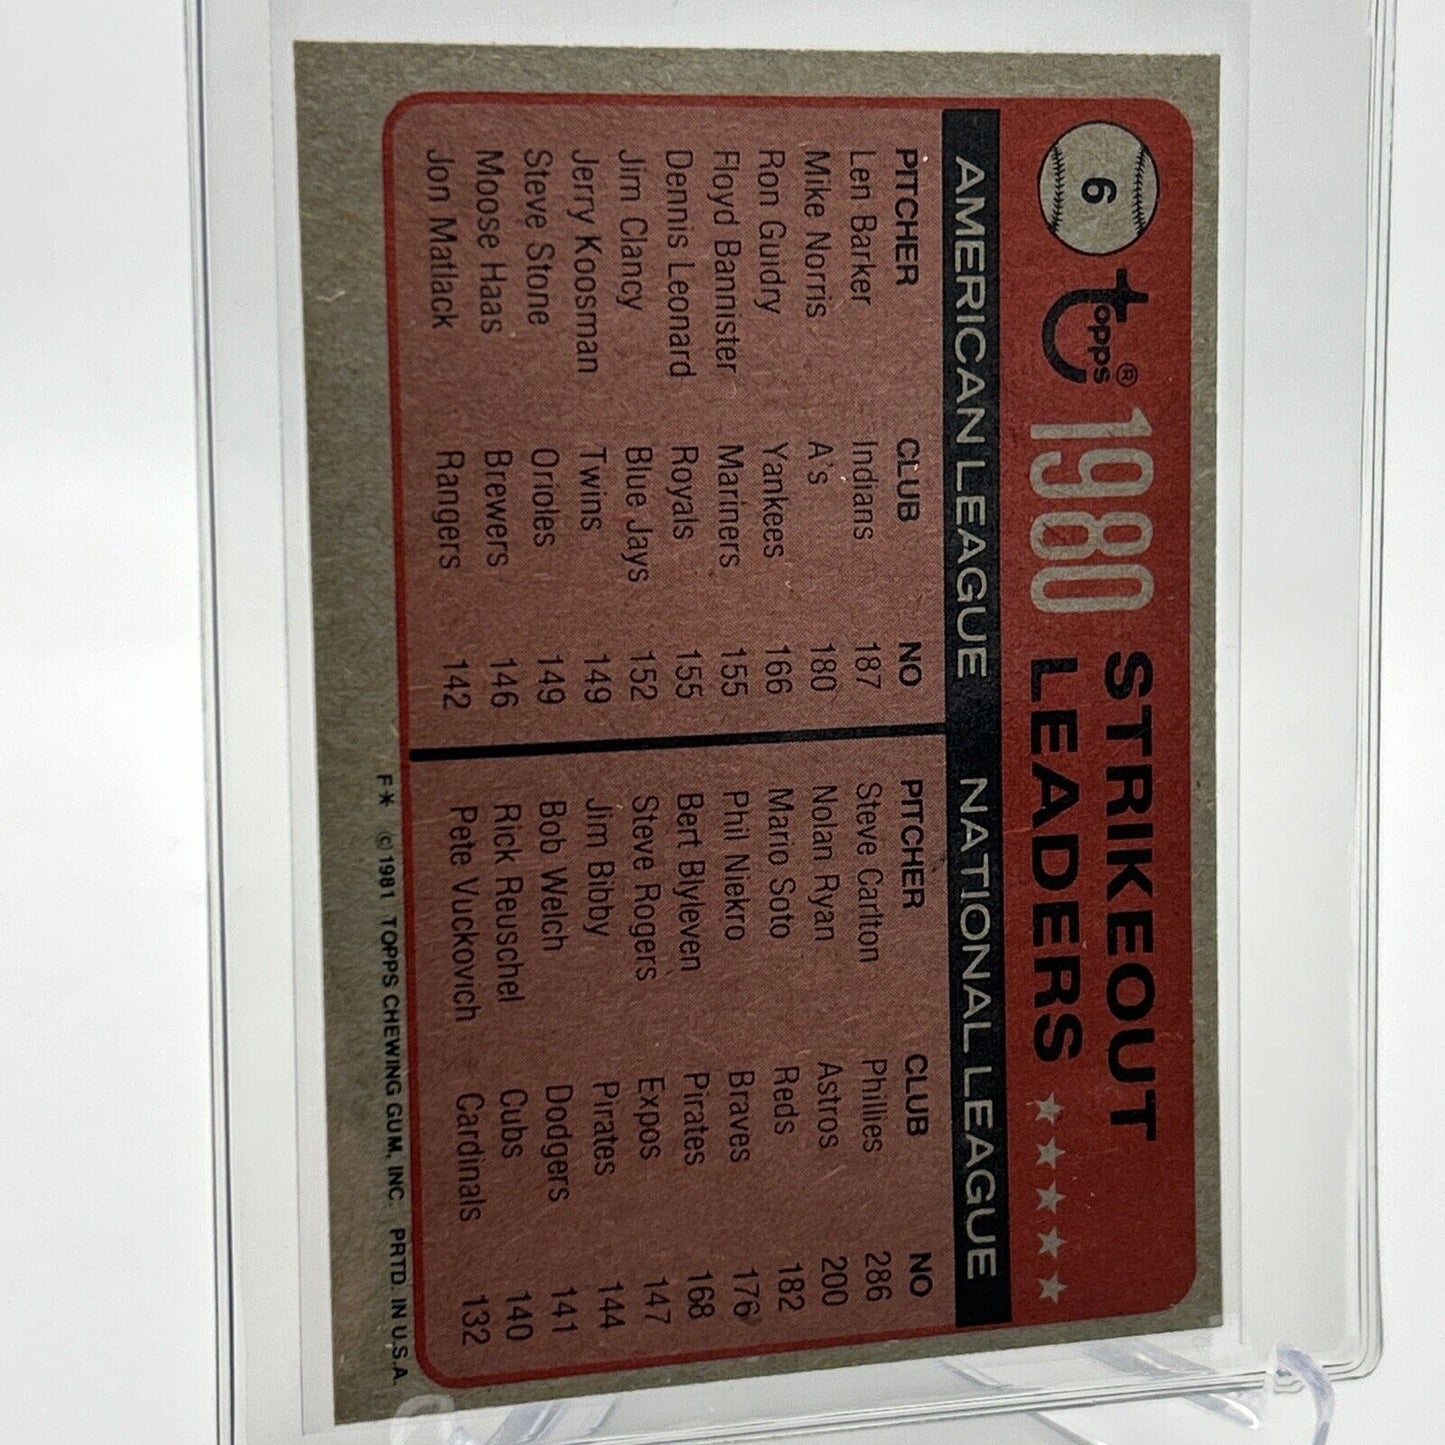 6 Topps® 1980 STRIKEOUT
LEADERS ★★★★★
AMERICAN LEAGUE NATIONAL LEAGUE
PITCHER CLUB NO PITCHER CLUB NO
Len Barker Indians 187 Steve Carlton Phillies 286
Mike Norris A's 180 Nolan Ryan Astros 200
Ron Guidry Yankees 166 Mario Soto Reds 182
Floyd Bannister Mariners 155 Phil Niekro Braves 176
Dennis Leonard Royals 155 Bert Blyleven Pirates 168
Jim Clancy Blue Jays 152 Steve Rogers Expos 147
Jerry Koosman Twins 149 Jim Bibby Pirates 144
Steve Stone Orioles 149 Bob Welch Dodgers 141
Moose Haas Brewers 146 Rick Reuschel Cubs 140
Jon Matlack Rangers 142 Pete Vuckovich Cardinals 132
F* © 1981 TOPPS CHEWING GUM, INC. PRTD. IN U.S.A.